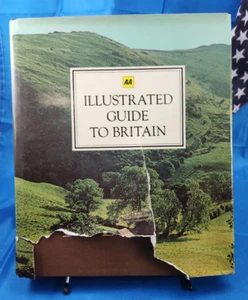 AA
ILLUSTRATED
GUIDE
TO BRITAIN